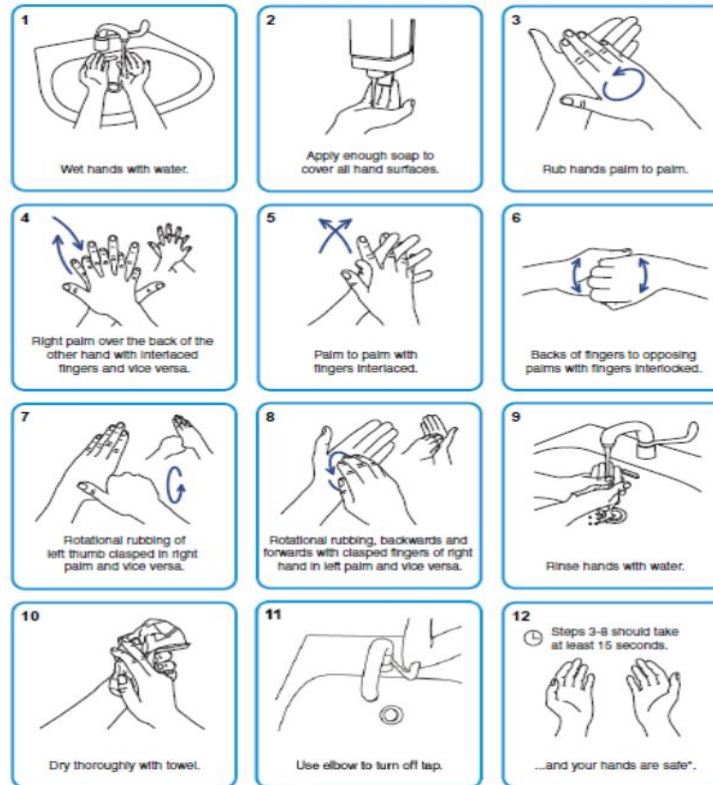 1
Wet hands with water.
2
Apply enough soap to
cover all hand surfaces.
3
Rub hands palm to palm.
4
Right palm over the back of the
other hand with interlaced
fingers and vice versa.
5
Palm to palm with
fingers interlaced.
6
Backs of fingers to opposing
palms with fingers interlocked.
7
Rotational rubbing of
left thumb clasped in right
palm and vice versa.
8
Rotational rubbing, backwards and
forwards with clasped fingers of right
hand in left palm and vice versa.
9
Rinse hands with water.
10
Dry thoroughly with towel.
11
Use elbow to turn off tap.
12
Steps 3-8 should take
at least 15 seconds.
...and your hands are safe*.